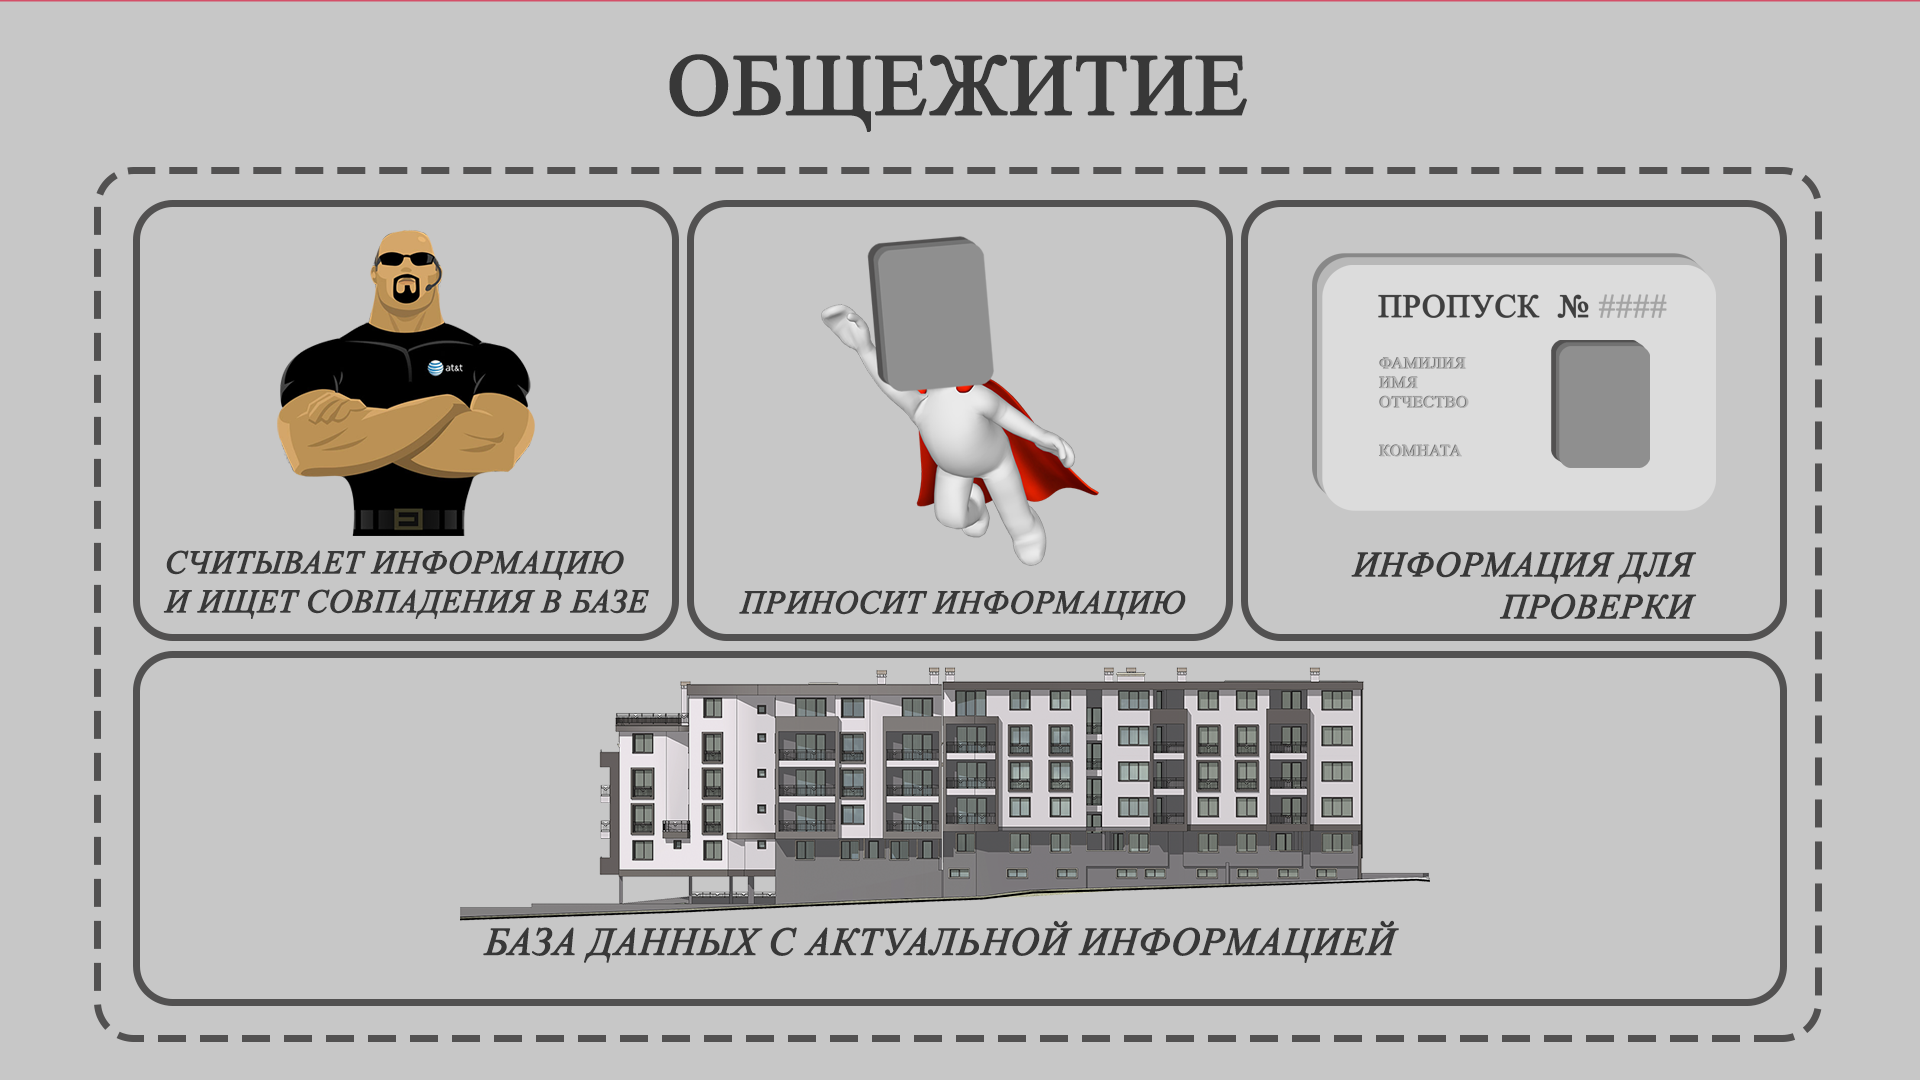 ОБЩЕЖИТИЕ
at&t
СЧИТЫВАЕТ ИНФОРМАЦИЮ
И ИЩЕТ СОВПАДЕНИЯ В БАЗЕ
ПРИНОСИТ ИНФОРМАЦИЮ
ПРОПУСК № ####
ФАМИЛИЯ
ИМЯ
ОТЧЕСТВО
КОМНАТА
ИНФОРМАЦИЯ ДЛЯ
ПРОВЕРКИ
БАЗА ДАННЫХ С АКТУАЛЬНОЙ ИНФОРМАЦИЕЙ